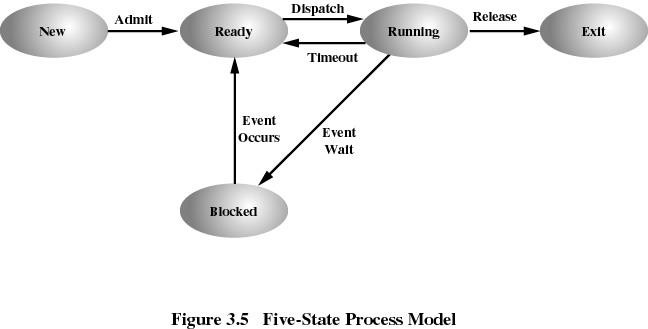 Dispatch
Admit
Release
New
Ready
Running
Exit
Timeout
Event
Occurs
Event
Wait
Blocked
Figure 3.5 Five-State Process Model